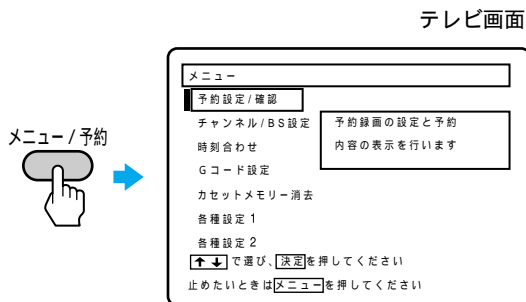 テレビ画面
メニュー / 予約
メニュー
予約設定/確認
チャンネル/BS設定
時刻合わせ
Gコード設定
カセットメモリー消去
各種設定1
各種設定2
予約録画の設定と予約
内容の表示を行います
↑↓で選び、決定を押してください
止めたいときはメニューを押してください